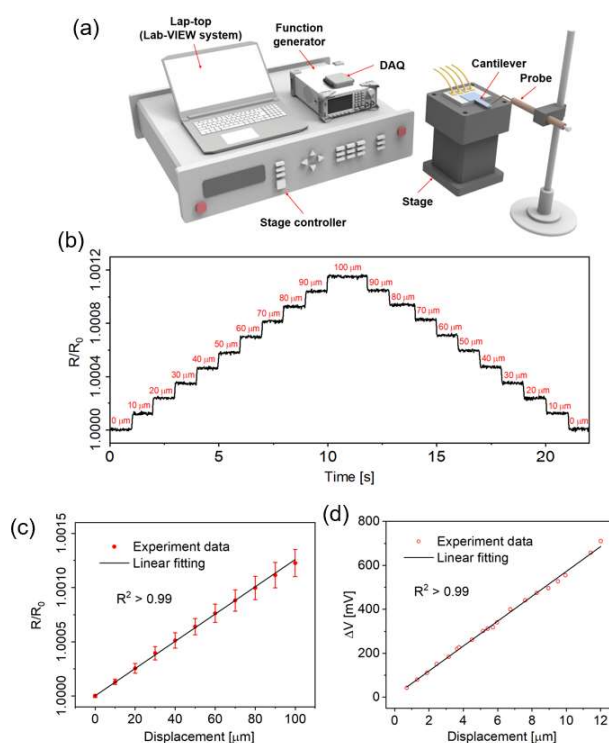 (a)
Lap-top
(Lab-VIEW system)
Function
generator
DAQ
Cantilever
Probe
Stage controller
Stage
(b)
R/R0
1.0012
1.0008
1.0004
1.0000
0 μm
10 μm
20 μm
30 μm
40 μm
50 μm
60 μm
70 μm
80 μm
90 μm
100 μm
90 μm
80 μm
70 μm
60 μm
50 μm
40 μm
30 μm
20 μm
10 μm
0 μm
0 5 10 15 20
Time [s]
(c)
R/R0
1.0015
1.0010
1.0005
1.0000
Experiment data
Linear fitting
R² > 0.99
0 20 40 60 80 100
Displacement [μm]
(d)
ΔV [mV]
800
600
400
200
0
Experiment data
Linear fitting
R² > 0.99
0 2 4 6 8 10 12
Displacement [μm]